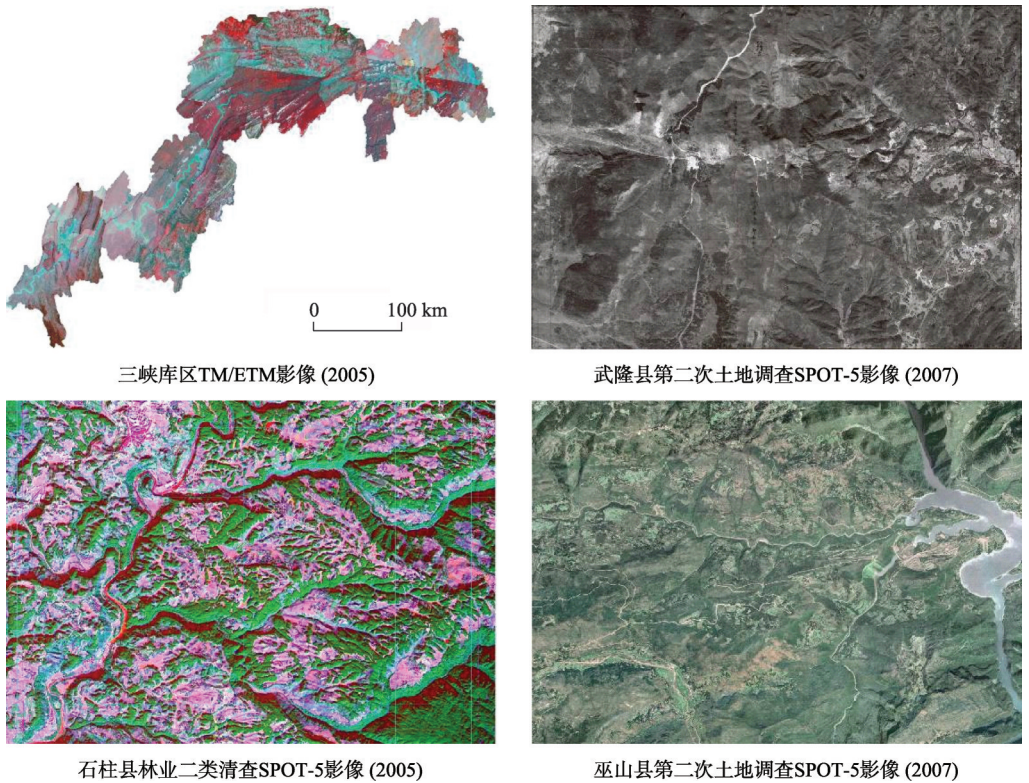 0 100 km
三峡库区TM/ETM影像 (2005)
武隆县第二次土地调查SPOT-5影像 (2007)
石柱县林业二类清查SPOT-5影像 (2005)
巫山县第二次土地调查SPOT-5影像 (2007)